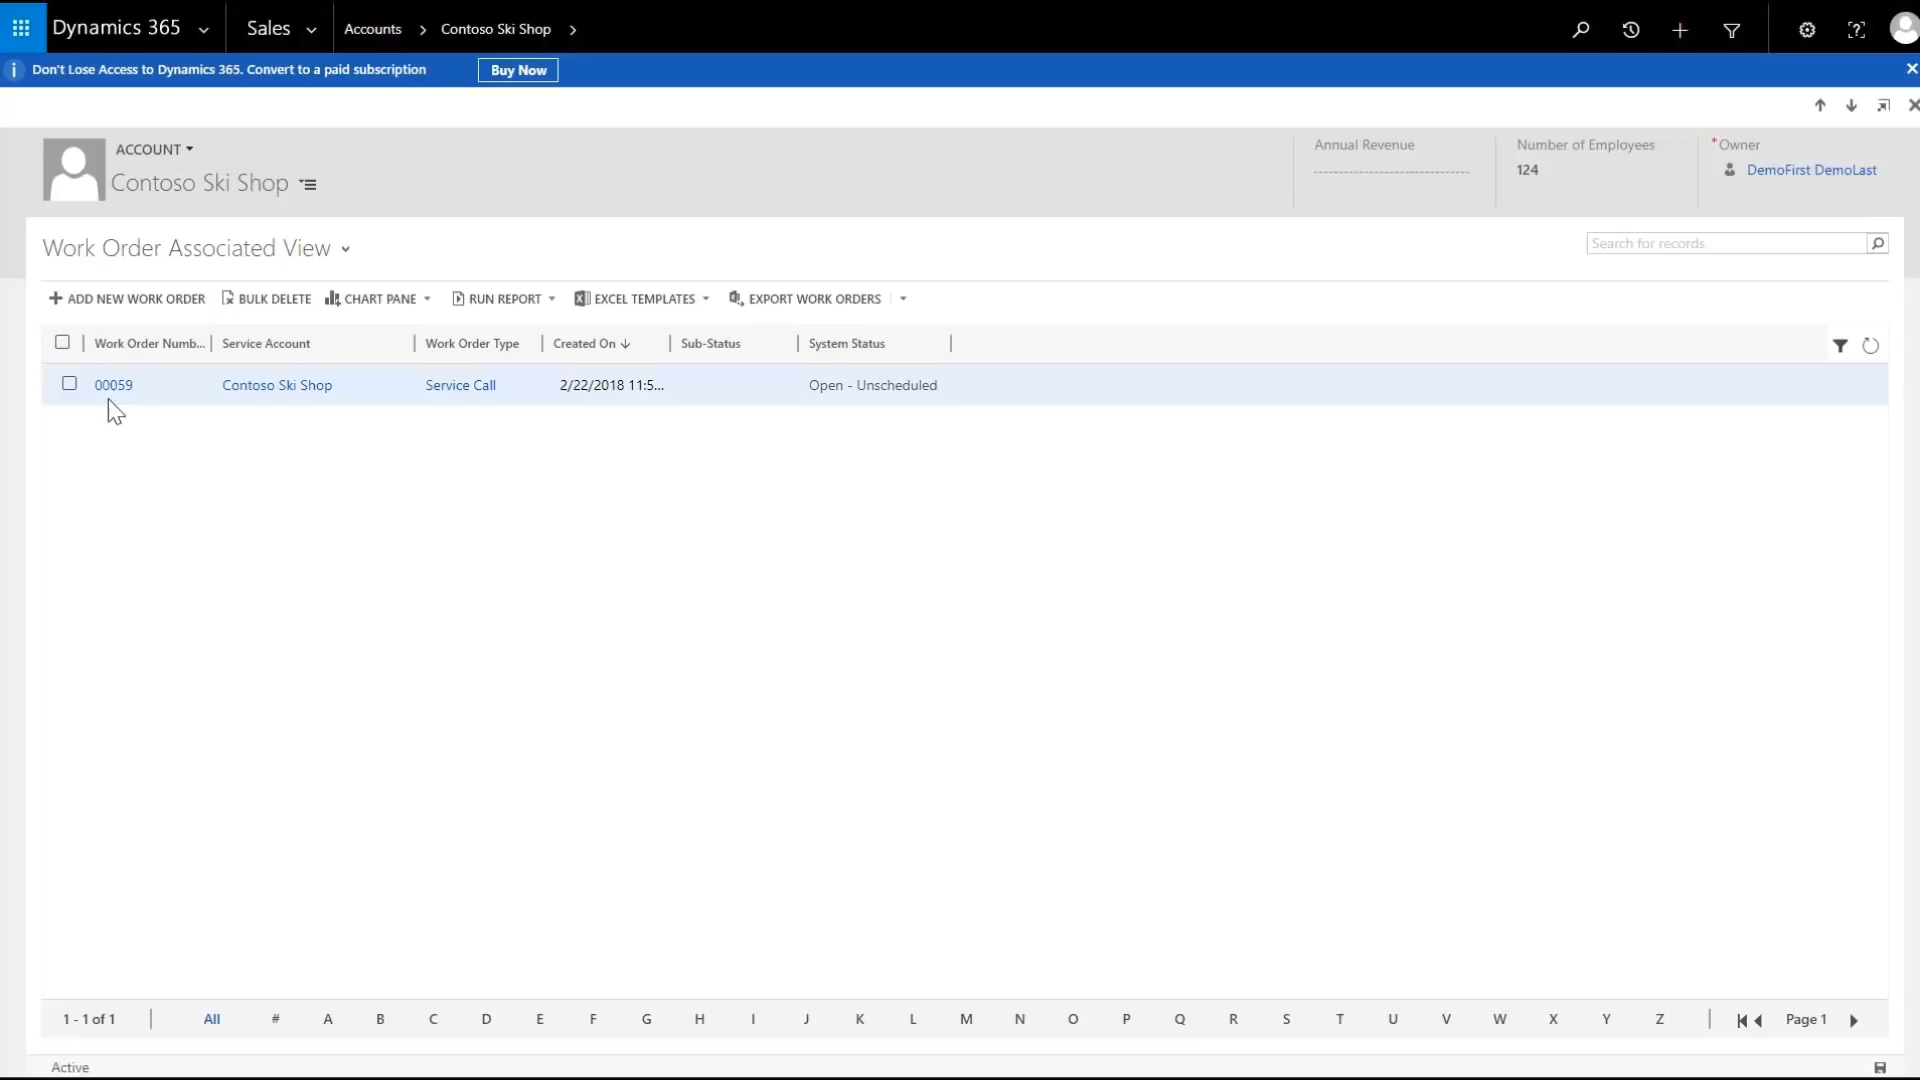 Dynamics 365 Sales Accounts Contoso Ski Shop
Don't Lose Access to Dynamics 365. Convert to a paid subscription Buy Now
ACCOUNT
Contoso Ski Shop
Annual Revenue
Number of Employees
124
*Owner
DemoFirst DemoLast
Work Order Associated View
Search for records
ADD NEW WORK ORDER BULK DELETE CHART PANE RUN REPORT EXCEL TEMPLATES EXPORT WORK ORDERS
Work Order Numb... Service Account Work Order Type Created On Sub-Status System Status
00059 Contoso Ski Shop Service Call 2/22/2018 11:5... Open - Unscheduled
1 - 1 of 1 All # A B C D E F G H I J K L M N O P Q R S T U V W X Y Z Page 1
Active